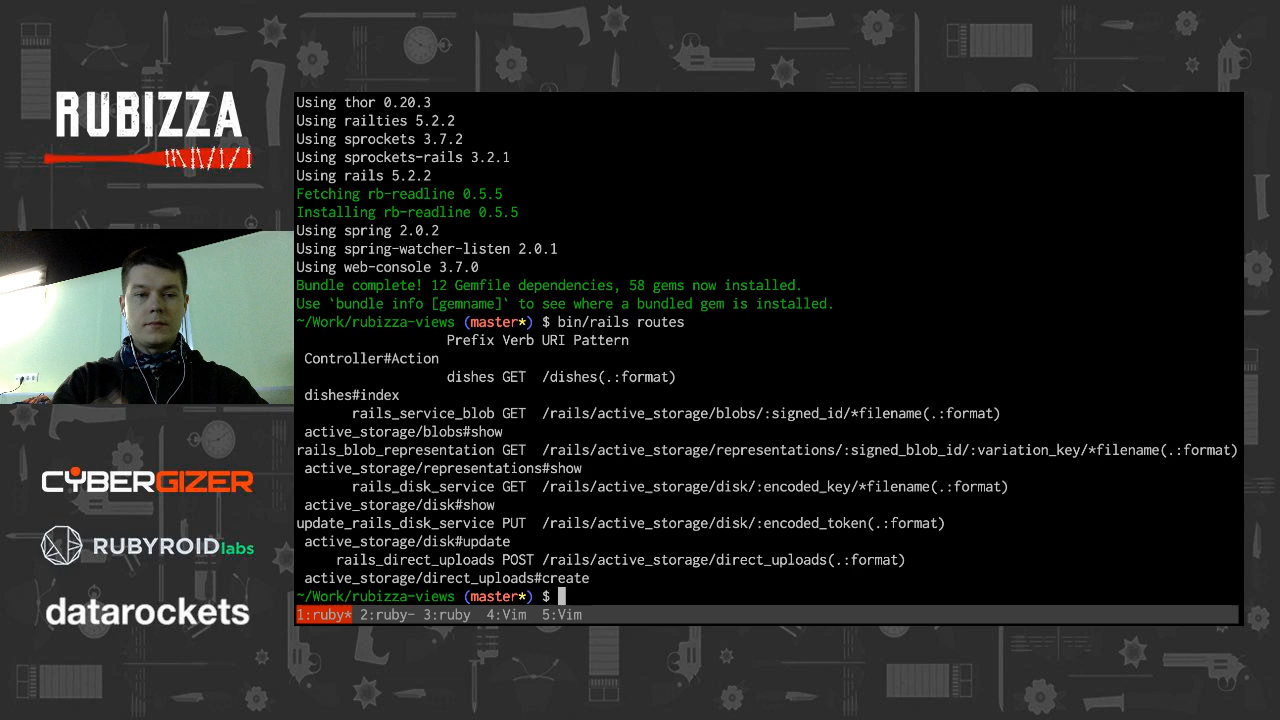 RUBIZZA
CYBERGIZER
RUBYROID labs
datarockets
Using thor 0.20.3
Using railties 5.2.2
Using sprockets 3.7.2
Using sprockets-rails 3.2.1
Using rails 5.2.2
Fetching rb-readline 0.5.5
Installing rb-readline 0.5.5
Using spring 2.0.2
Using spring-watcher-listen 2.0.1
Using web-console 3.7.0
Bundle complete! 12 Gemfile dependencies, 58 gems now installed.
Use `bundle info [gemname]` to see where a bundled gem is installed.
~/Work/rubizza-views (master*) $ bin/rails routes
Prefix Verb URI Pattern
Controller#Action
dishes GET /dishes(.:format)
dishes#index
rails_service_blob GET /rails/active_storage/blobs/:signed_id/*filename(.:format)
active_storage/blobs#show
rails_blob_representation GET /rails/active_storage/representations/:signed_blob_id/:variation_key/*filename(.:format)
active_storage/representations#show
rails_disk_service GET /rails/active_storage/disk/:encoded_key/*filename(.:format)
active_storage/disk#show
update_rails_disk_service PUT /rails/active_storage/disk/:encoded_token(.:format)
active_storage/disk#update
rails_direct_uploads POST /rails/active_storage/direct_uploads(.:format)
active_storage/direct_uploads#create
~/Work/rubizza-views (master*) $
1:ruby* 2:ruby- 3:ruby 4:Vim 5:Vim